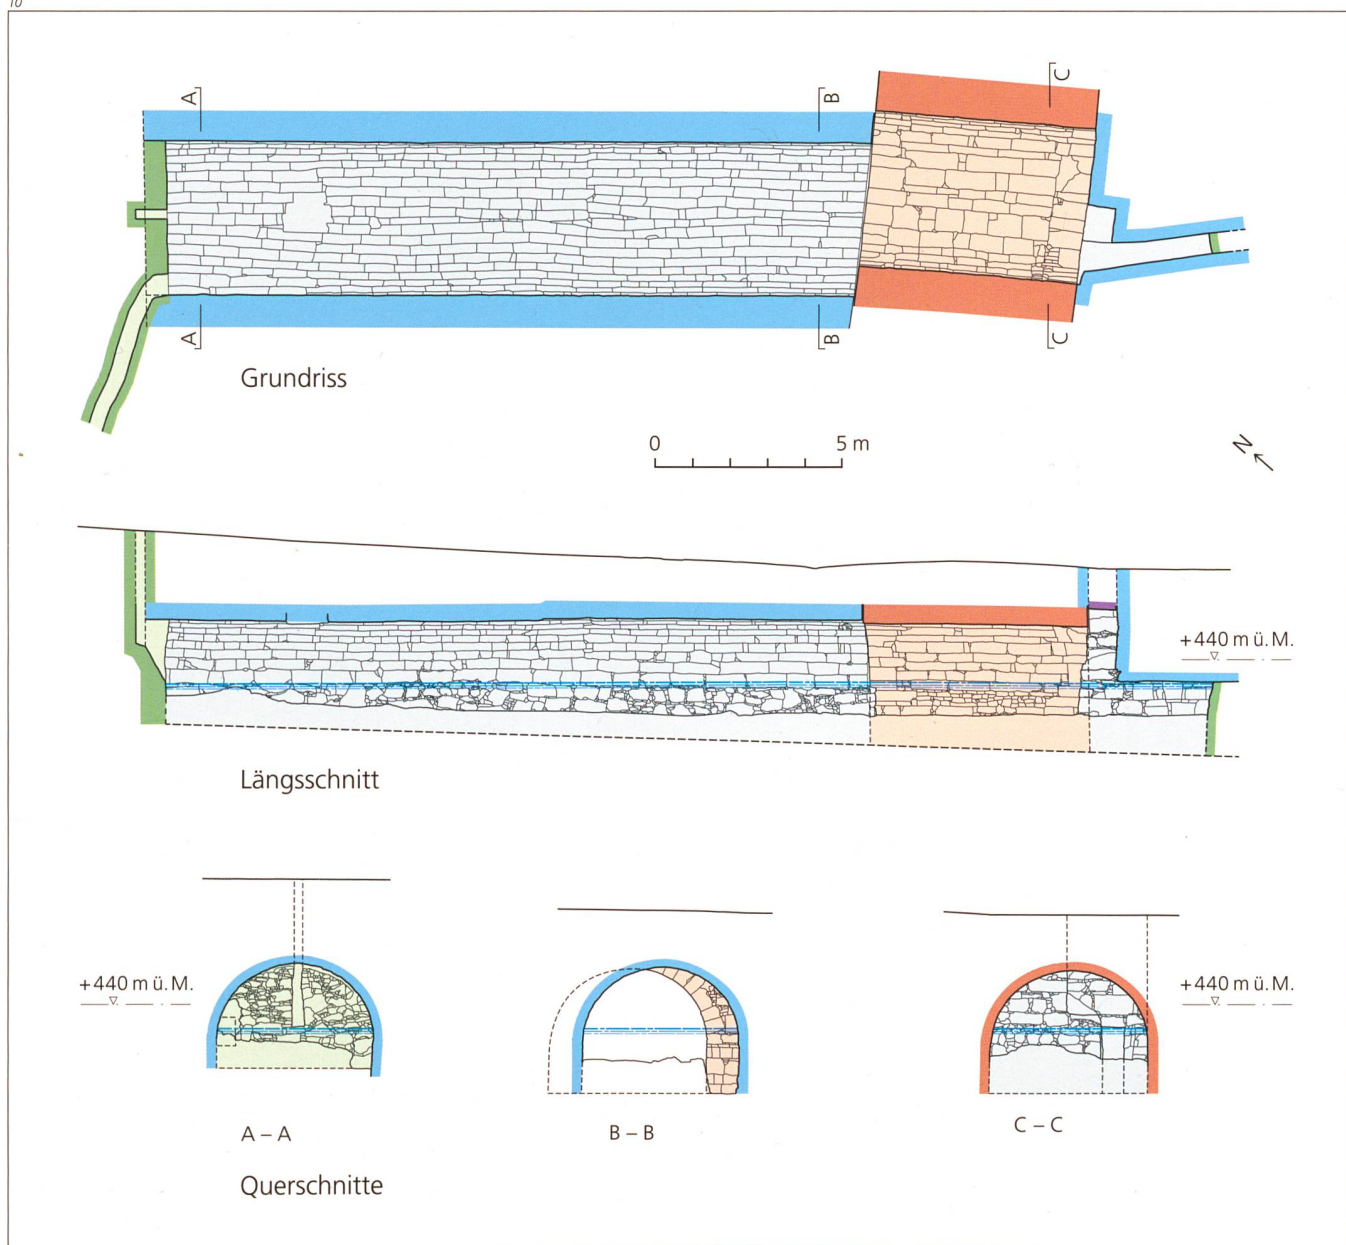 10
A
B
C
A
B
C
Grundriss
0 5 m
N
+440 m ü. M.
Längsschnitt
+440 m ü. M.
+440 m ü. M.
A – A
B – B
C – C
Querschnitte